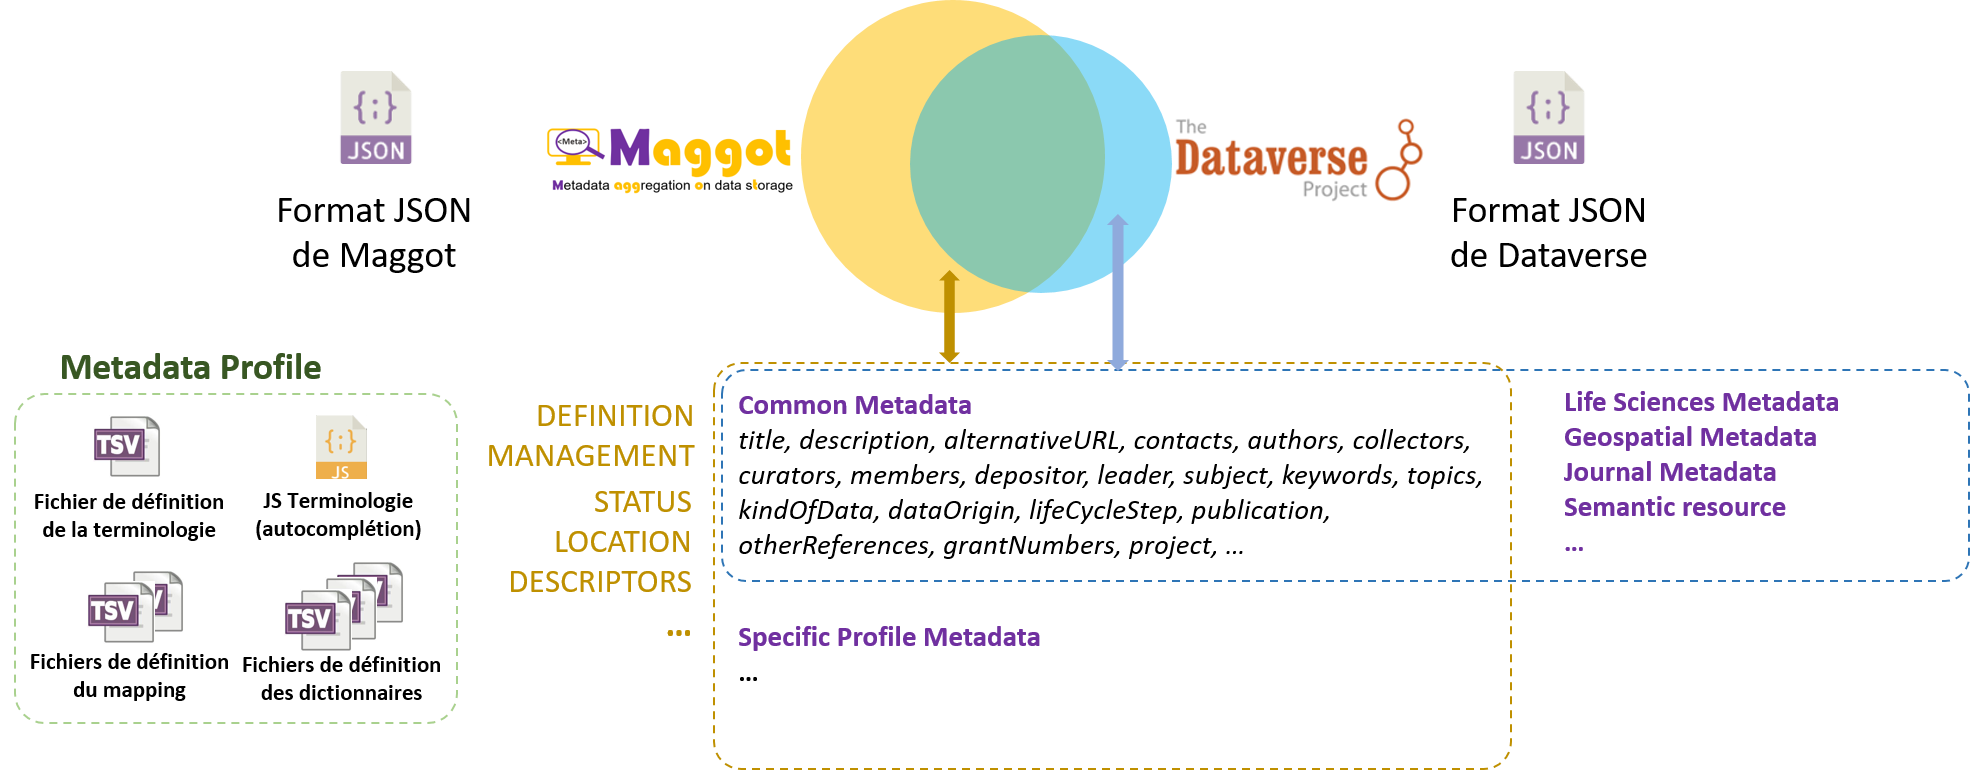 {;}
JSON
Format JSON
de Maggot
<Meta>
Maggot
Metadata aggregation on data storage
The
Dataverse
Project
{;}
JSON
Format JSON
de Dataverse
Metadata Profile
TSV
Fichier de définition
de la terminologie
{;}
JS
JS Terminologie
(autocomplétion)
TSV
TSV
Fichiers de définition
du mapping
TSV
TSV
TSV
Fichiers de définition
des dictionnaires
DEFINITION
MANAGEMENT
STATUS
LOCATION
DESCRIPTORS
...
Common Metadata
title, description, alternativeURL, contacts, authors, collectors,
curators, members, depositor, leader, subject, keywords, topics,
kindOfData, dataOrigin, lifeCycleStep, publication,
otherReferences, grantNumbers, project, ...
Specific Profile Metadata
...
Life Sciences Metadata
Geospatial Metadata
Journal Metadata
Semantic resource
...